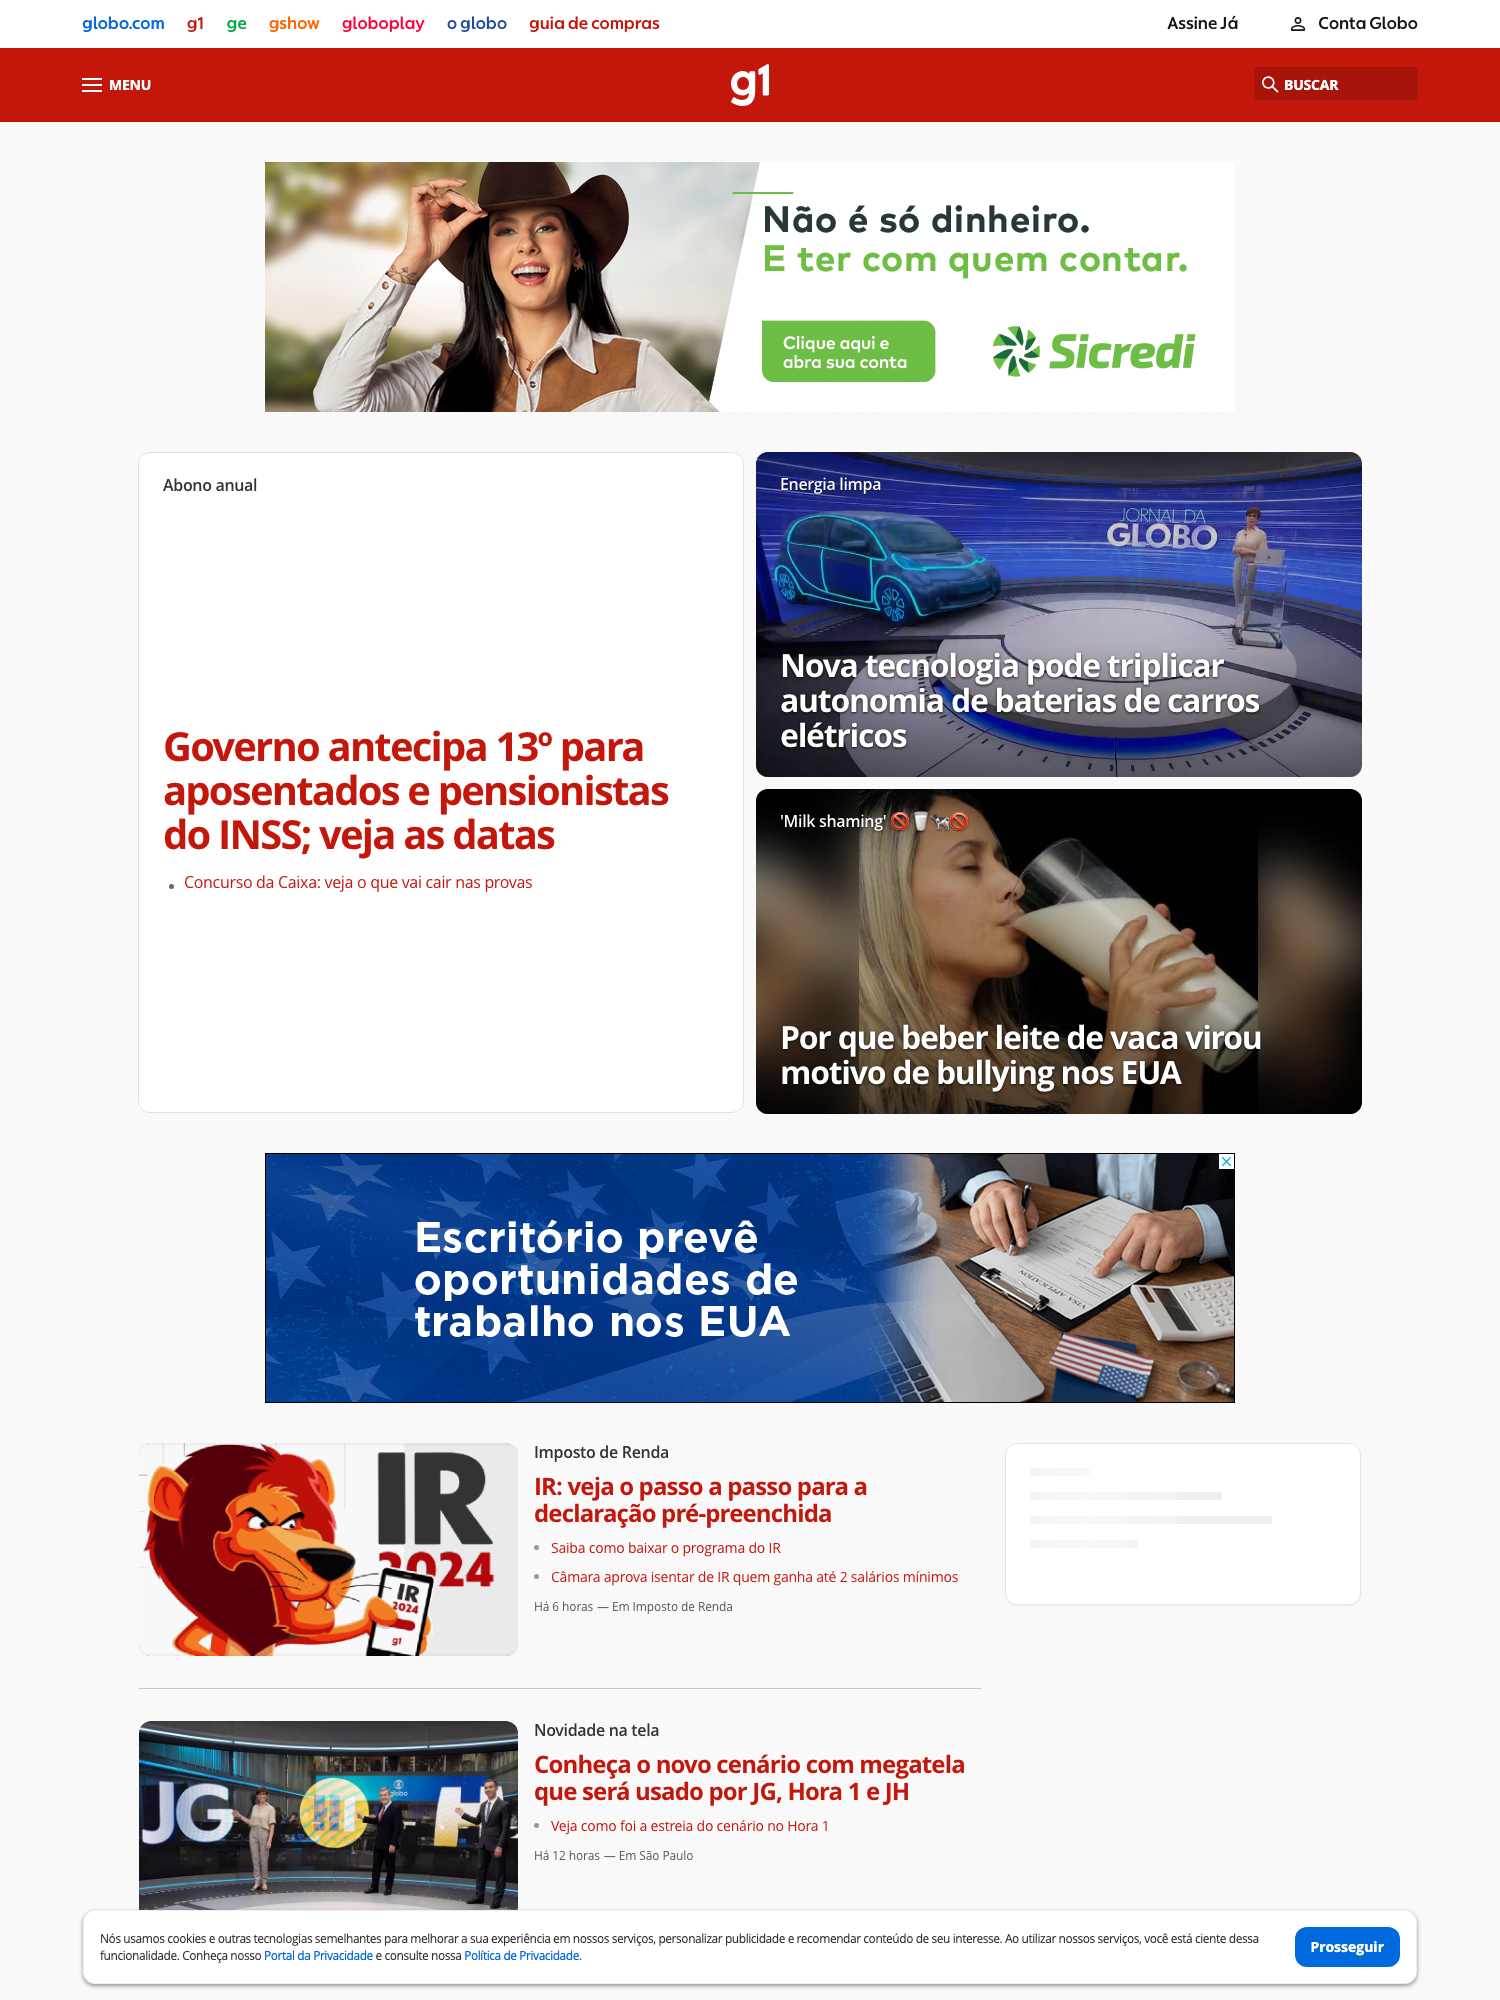 globo.com g1 ge gshow globoplay o globo guia de compras Assine Já Conta Globo
MENU g1 BUSCAR
Não é só dinheiro.
E ter com quem contar.
Clique aqui e
abra sua conta
Sicredi
Abono anual
Governo antecipa 13º para
aposentados e pensionistas
do INSS; veja as datas
Concurso da Caixa: veja o que vai cair nas provas
Energia limpa
JORNAL DA
GLOBO
Nova tecnologia pode triplicar
autonomia de baterias de carros
elétricos
'Milk shaming' 🚫🥛🐄🚫
Por que beber leite de vaca virou
motivo de bullying nos EUA
Escritório prevê
oportunidades de
trabalho nos EUA
VISA APPLICATION
IR
2024
IR
2024
g1
Imposto de Renda
IR: veja o passo a passo para a
declaração pré-preenchida
Saiba como baixar o programa do IR
Câmara aprova isentar de IR quem ganha até 2 salários mínimos
Há 6 horas — Em Imposto de Renda
JG
globo
H
Novidade na tela
Conheça o novo cenário com megatela
que será usado por JG, Hora 1 e JH
Veja como foi a estreia do cenário no Hora 1
Há 12 horas — Em São Paulo
Nós usamos cookies e outras tecnologias semelhantes para melhorar a sua experiência em nossos serviços, personalizar publicidade e recomendar conteúdo de seu interesse. Ao utilizar nossos serviços, você está ciente dessa
funcionalidade. Conheça nosso Portal da Privacidade e consulte nossa Política de Privacidade.
Prosseguir